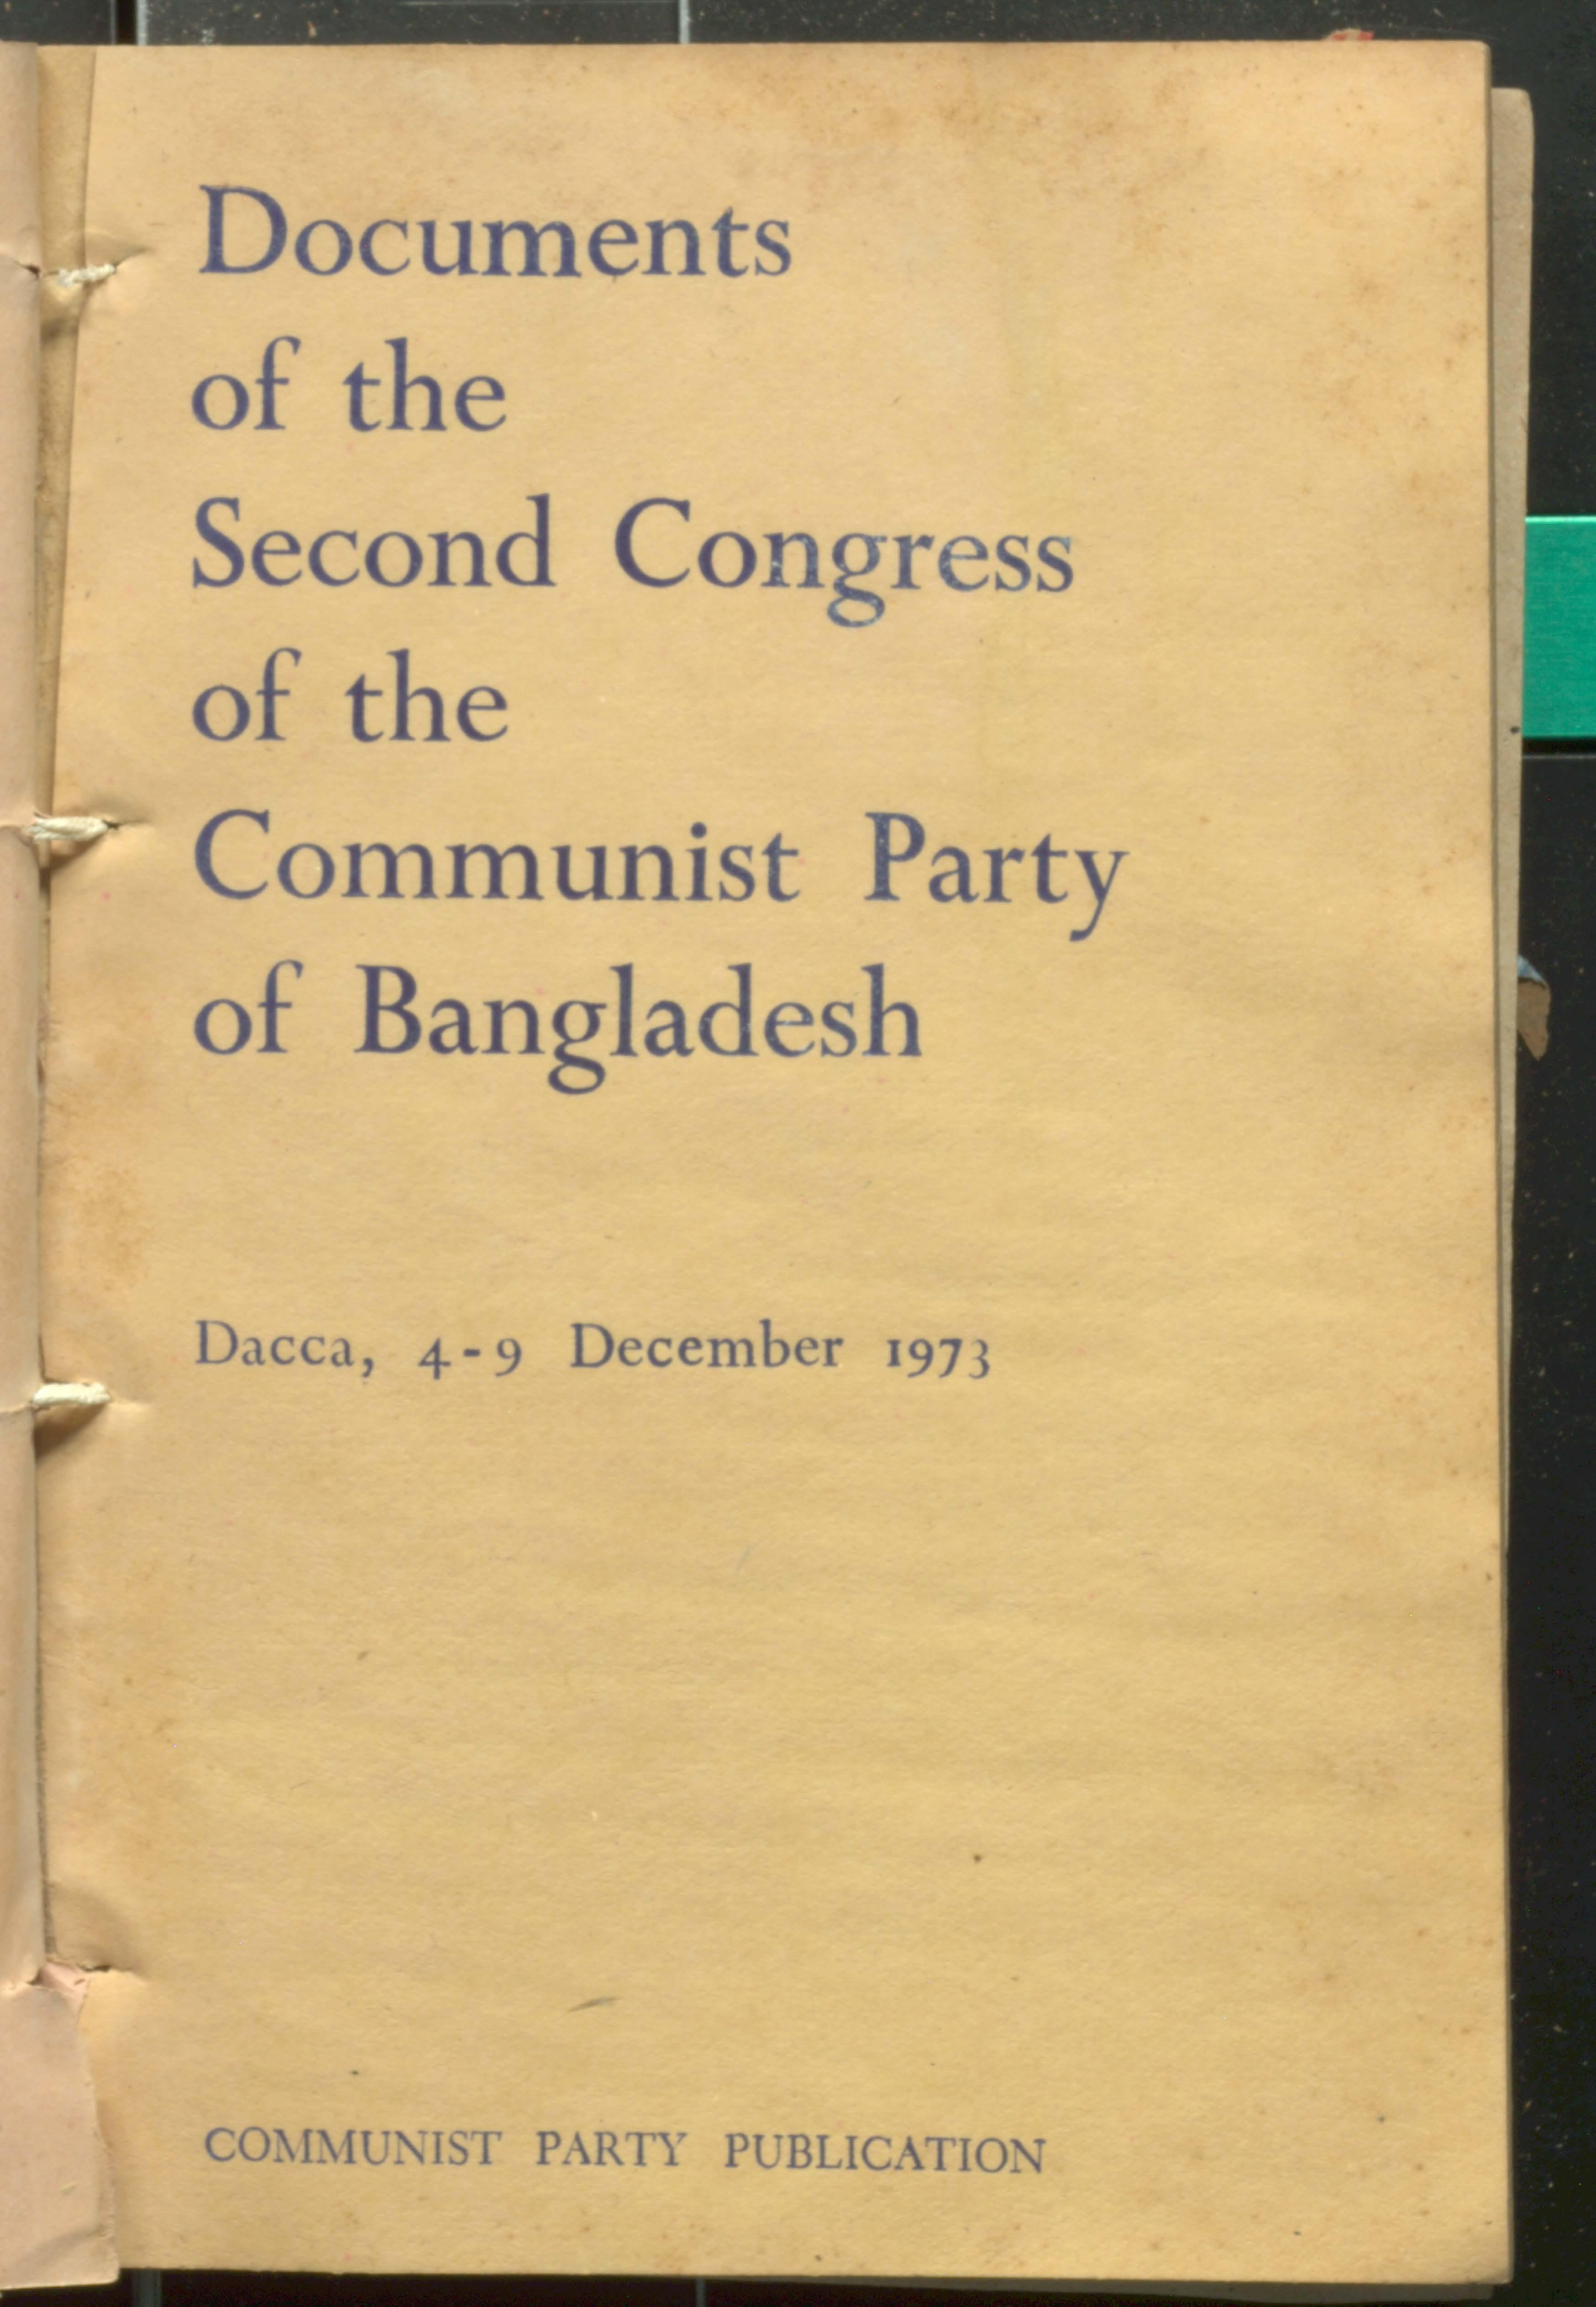 Documents
of the
Second Congress
of the
Communist Party
of Bangladesh
Dacca, 4-9 December 1973
COMMUNIST PARTY PUBLICATION